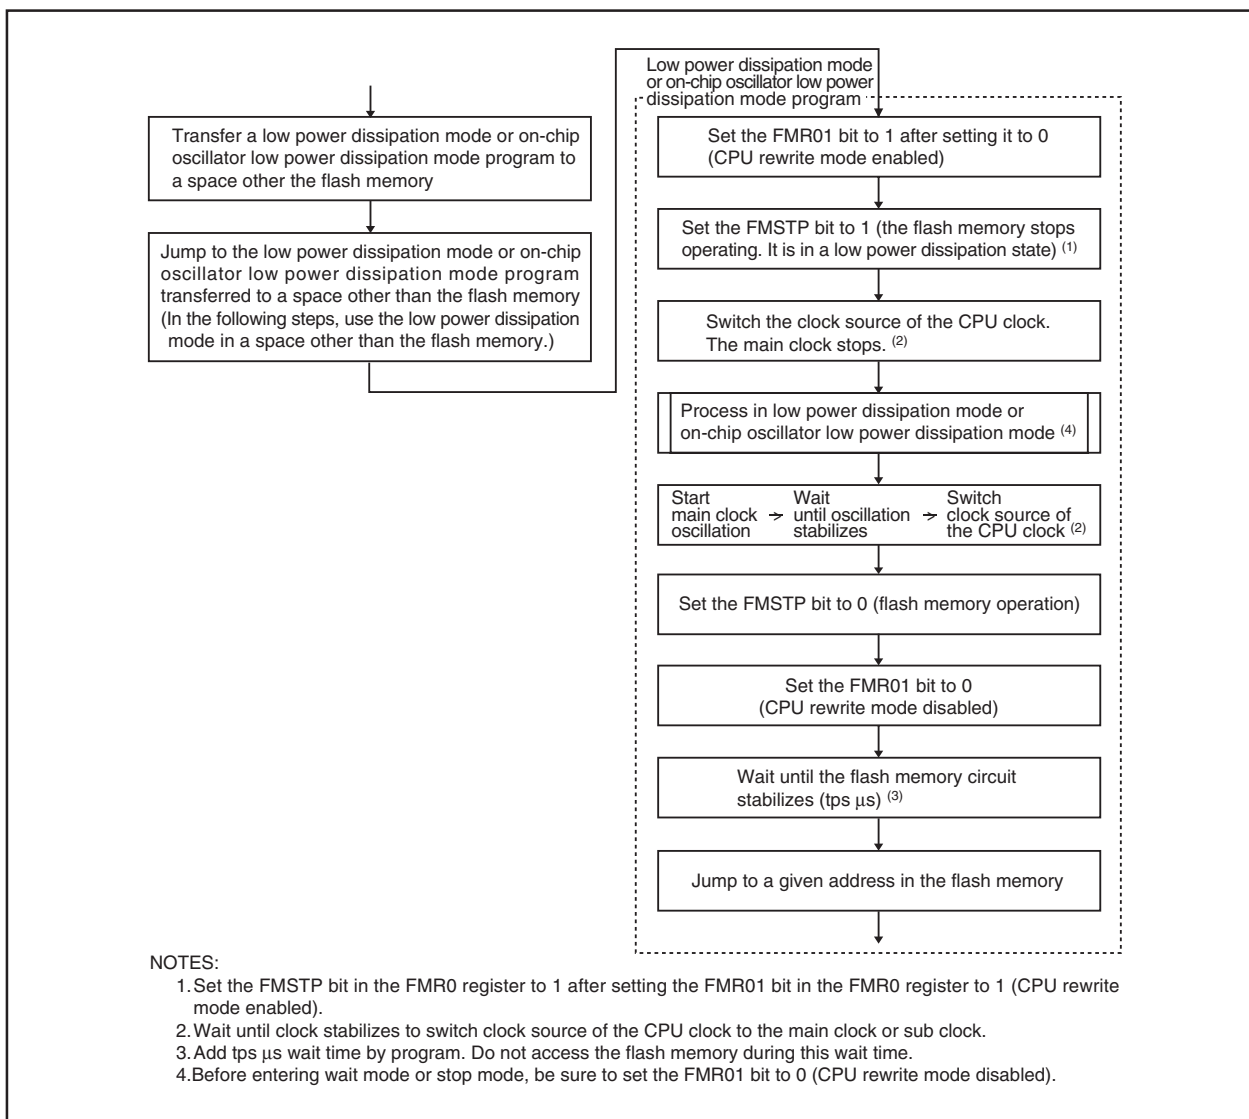 Transfer a low power dissipation mode or on-chip
oscillator low power dissipation mode program to
a space other the flash memory
Jump to the low power dissipation mode or on-chip
oscillator low power dissipation mode program
transferred to a space other than the flash memory
(In the following steps, use the low power dissipation
mode in a space other than the flash memory.)
Low power dissipation mode
or on-chip oscillator low power
dissipation mode program
Set the FMR01 bit to 1 after setting it to 0
(CPU rewrite mode enabled)
Set the FMSTP bit to 1 (the flash memory stops
operating. It is in a low power dissipation state) (1)
Switch the clock source of the CPU clock.
The main clock stops. (2)
Process in low power dissipation mode or
on-chip oscillator low power dissipation mode (4)
Start
main clock
oscillation
Wait
until oscillation
stabilizes
Switch
clock source of
the CPU clock (2)
Set the FMSTP bit to 0 (flash memory operation)
Set the FMR01 bit to 0
(CPU rewrite mode disabled)
Wait until the flash memory circuit
stabilizes (tps μs) (3)
Jump to a given address in the flash memory
NOTES:
1. Set the FMSTP bit in the FMR0 register to 1 after setting the FMR01 bit in the FMR0 register to 1 (CPU rewrite
mode enabled).
2. Wait until clock stabilizes to switch clock source of the CPU clock to the main clock or sub clock.
3. Add tps μs wait time by program. Do not access the flash memory during this wait time.
4. Before entering wait mode or stop mode, be sure to set the FMR01 bit to 0 (CPU rewrite mode disabled).